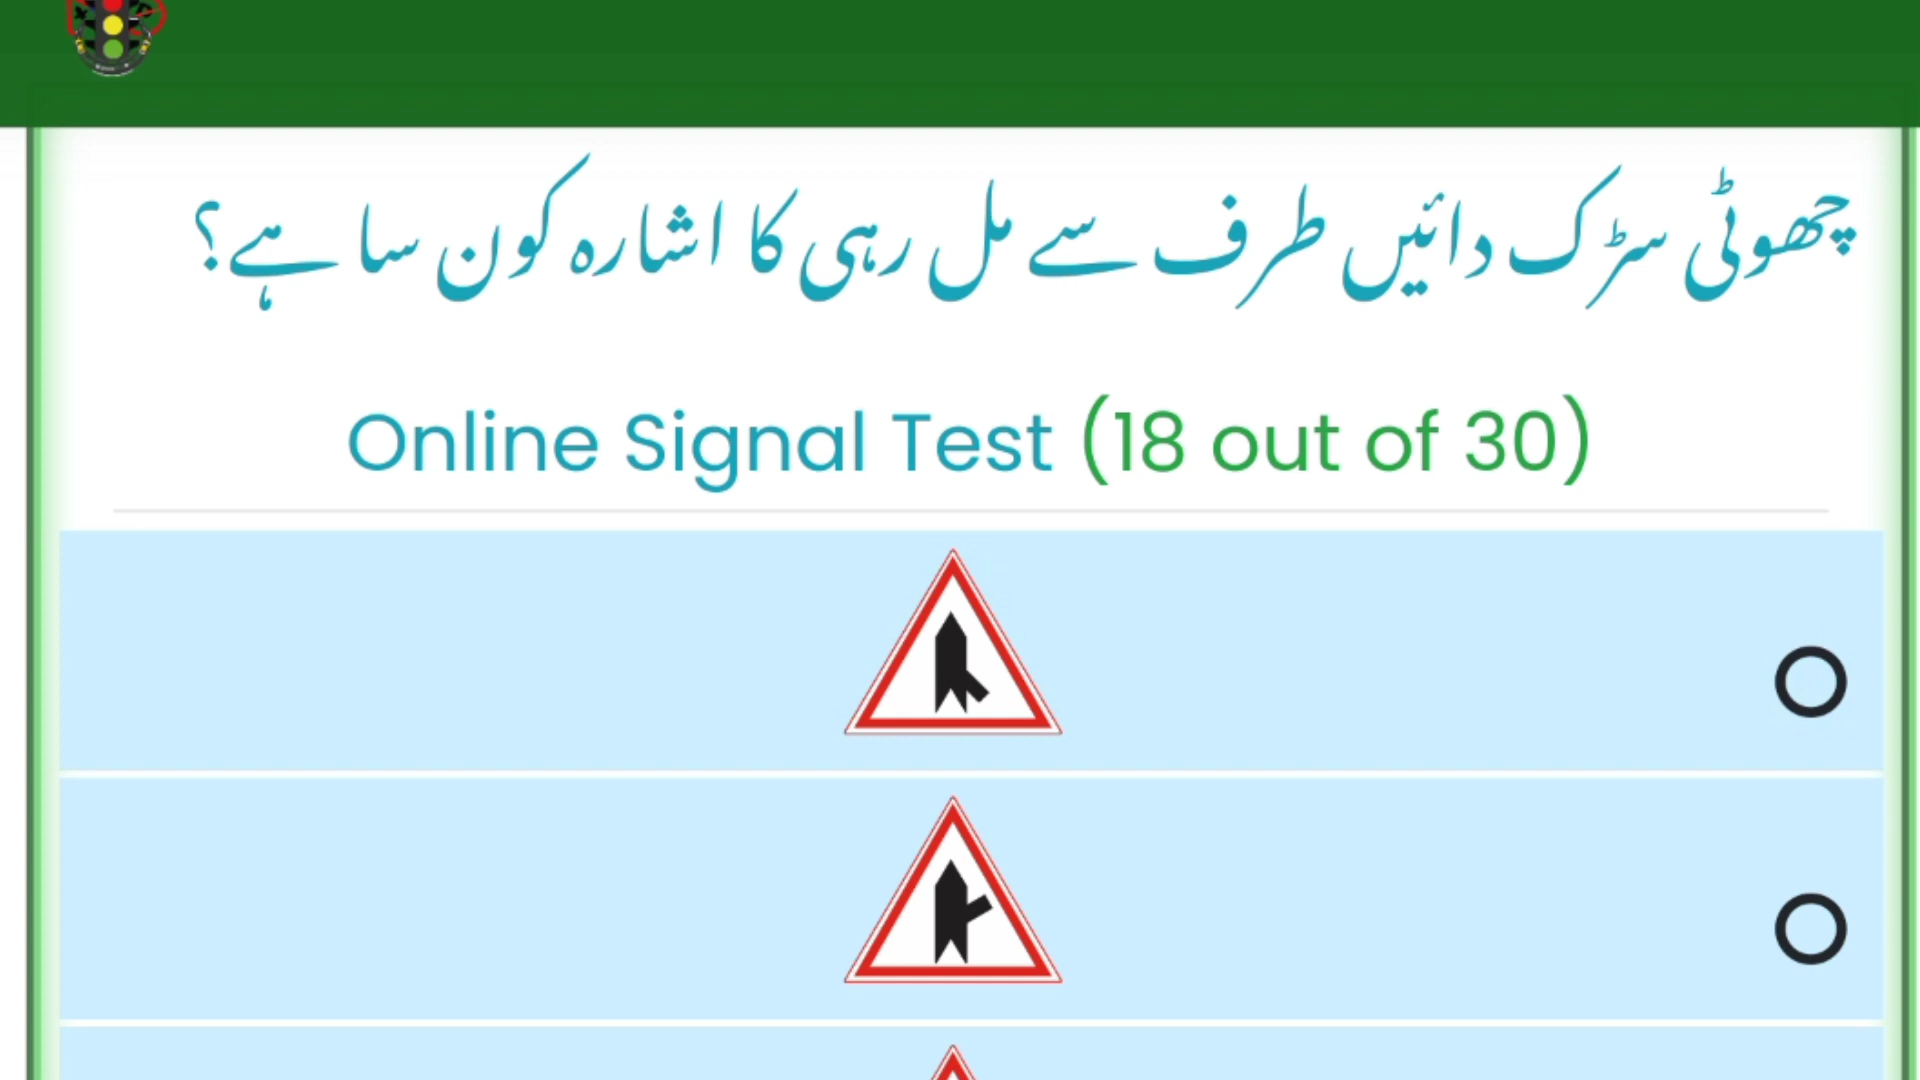 چھوٹی سڑک دائیں طرف سے مل رہی کا اشارہ کون سا ہے؟
Online Signal Test (18 out of 30)